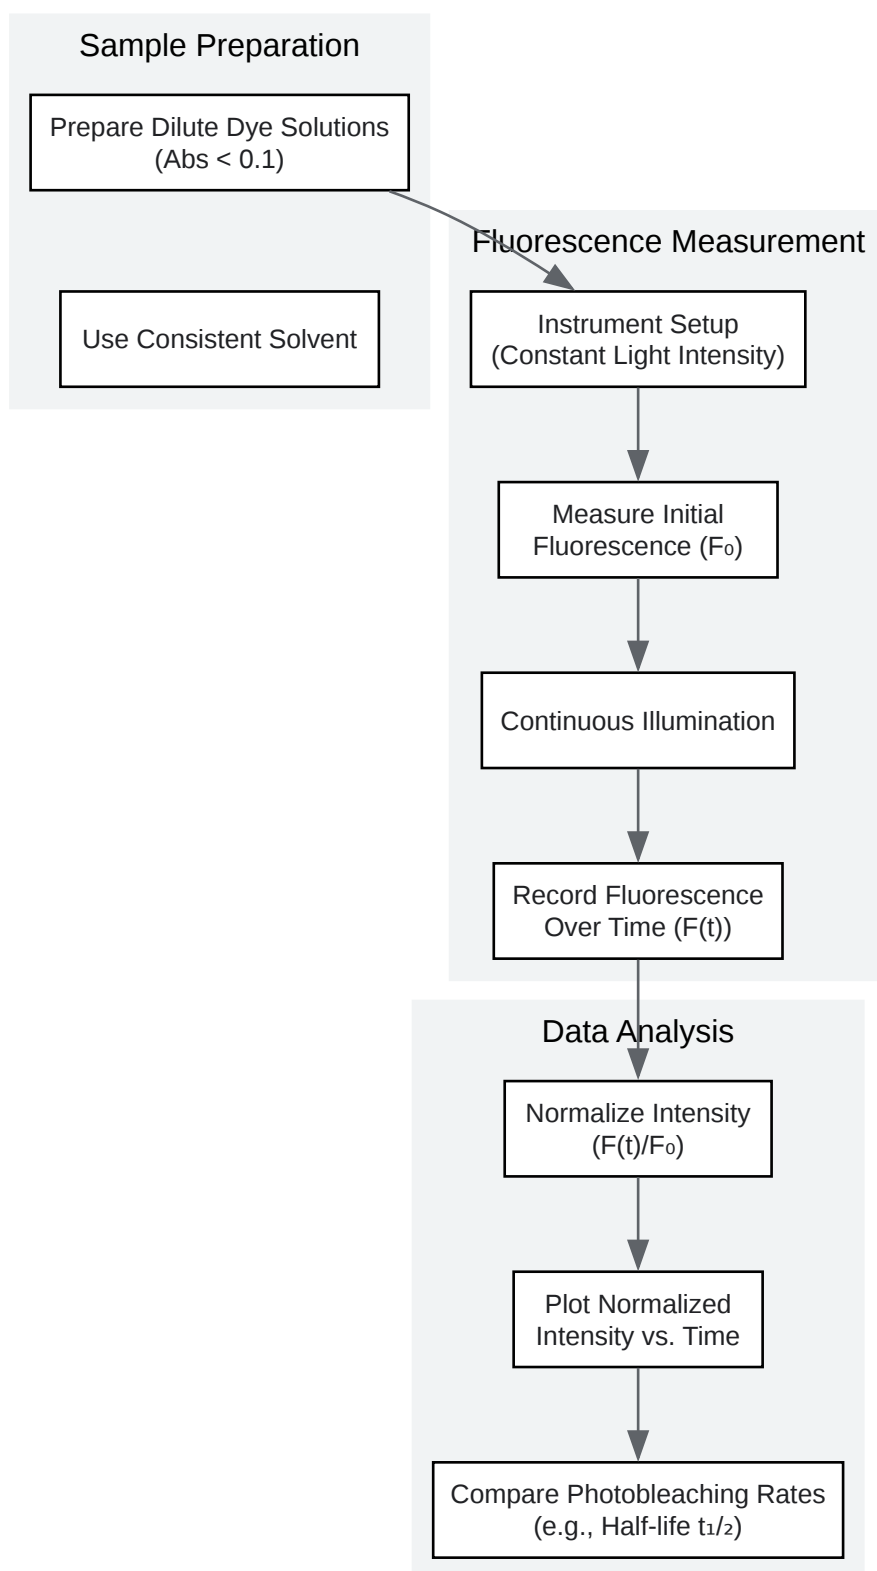 Sample Preparation
Prepare Dilute Dye Solutions
(Abs < 0.1)
Use Consistent Solvent
Fluorescence Measurement
Instrument Setup
(Constant Light Intensity)
Measure Initial
Fluorescence (F₀)
Continuous Illumination
Record Fluorescence
Over Time (F(t))
Data Analysis
Normalize Intensity
(F(t)/F₀)
Plot Normalized
Intensity vs. Time
Compare Photobleaching Rates
(e.g., Half-life t₁/₂)